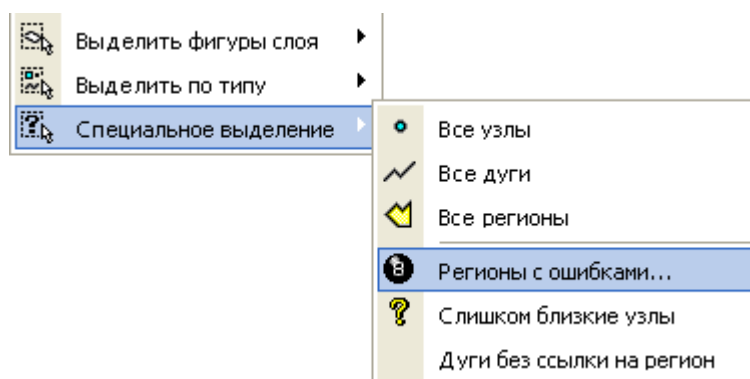 Выделить фигуры слоя
Выделить по типу
Специальное выделение
Все узлы
Все дуги
Все регионы
Регионы с ошибками...
Слишком близкие узлы
Дуги без ссылки на регион